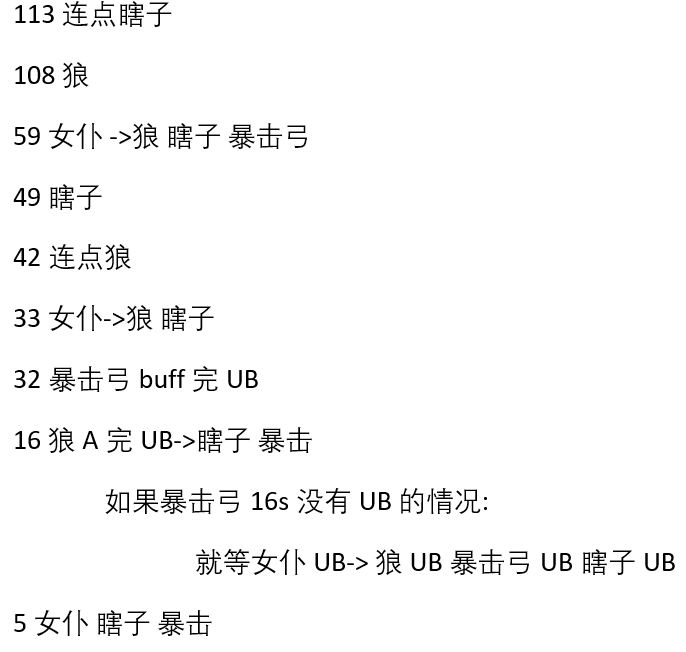 113 连点瞎子
108 狼
59 女仆 ->狼 瞎子 暴击弓
49 瞎子
42 连点狼
33 女仆->狼 瞎子
32 暴击弓 buff 完 UB
16 狼 A 完 UB->瞎子 暴击
如果暴击弓 16s 没有 UB 的情况:
就等女仆 UB-> 狼 UB 暴击弓 UB 瞎子 UB
5 女仆 瞎子 暴击